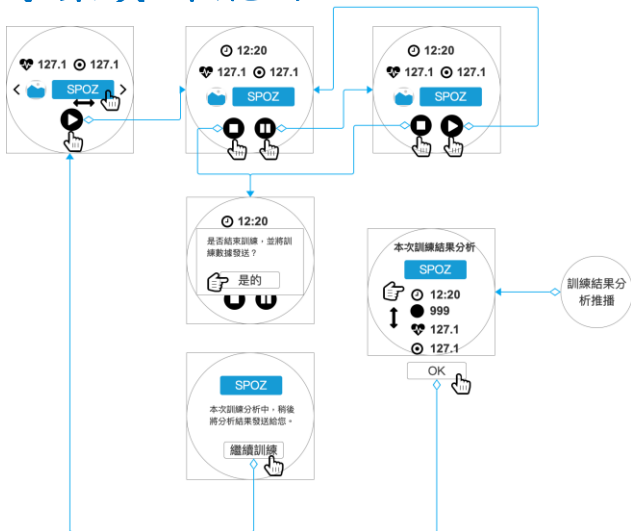 127.1 127.1
< SPOZ >
12:20
127.1 127.1
SPOZ
12:20
127.1 127.1
SPOZ
12:20
是否結束訓練，並將訓
練數據發送？
是的
本次訓練結果分析
SPOZ
12:20
999
127.1
127.1
OK
訓練結果分
析推播
SPOZ
本次訓練分析中，稍後
將分析結果發送給您。
繼續訓練